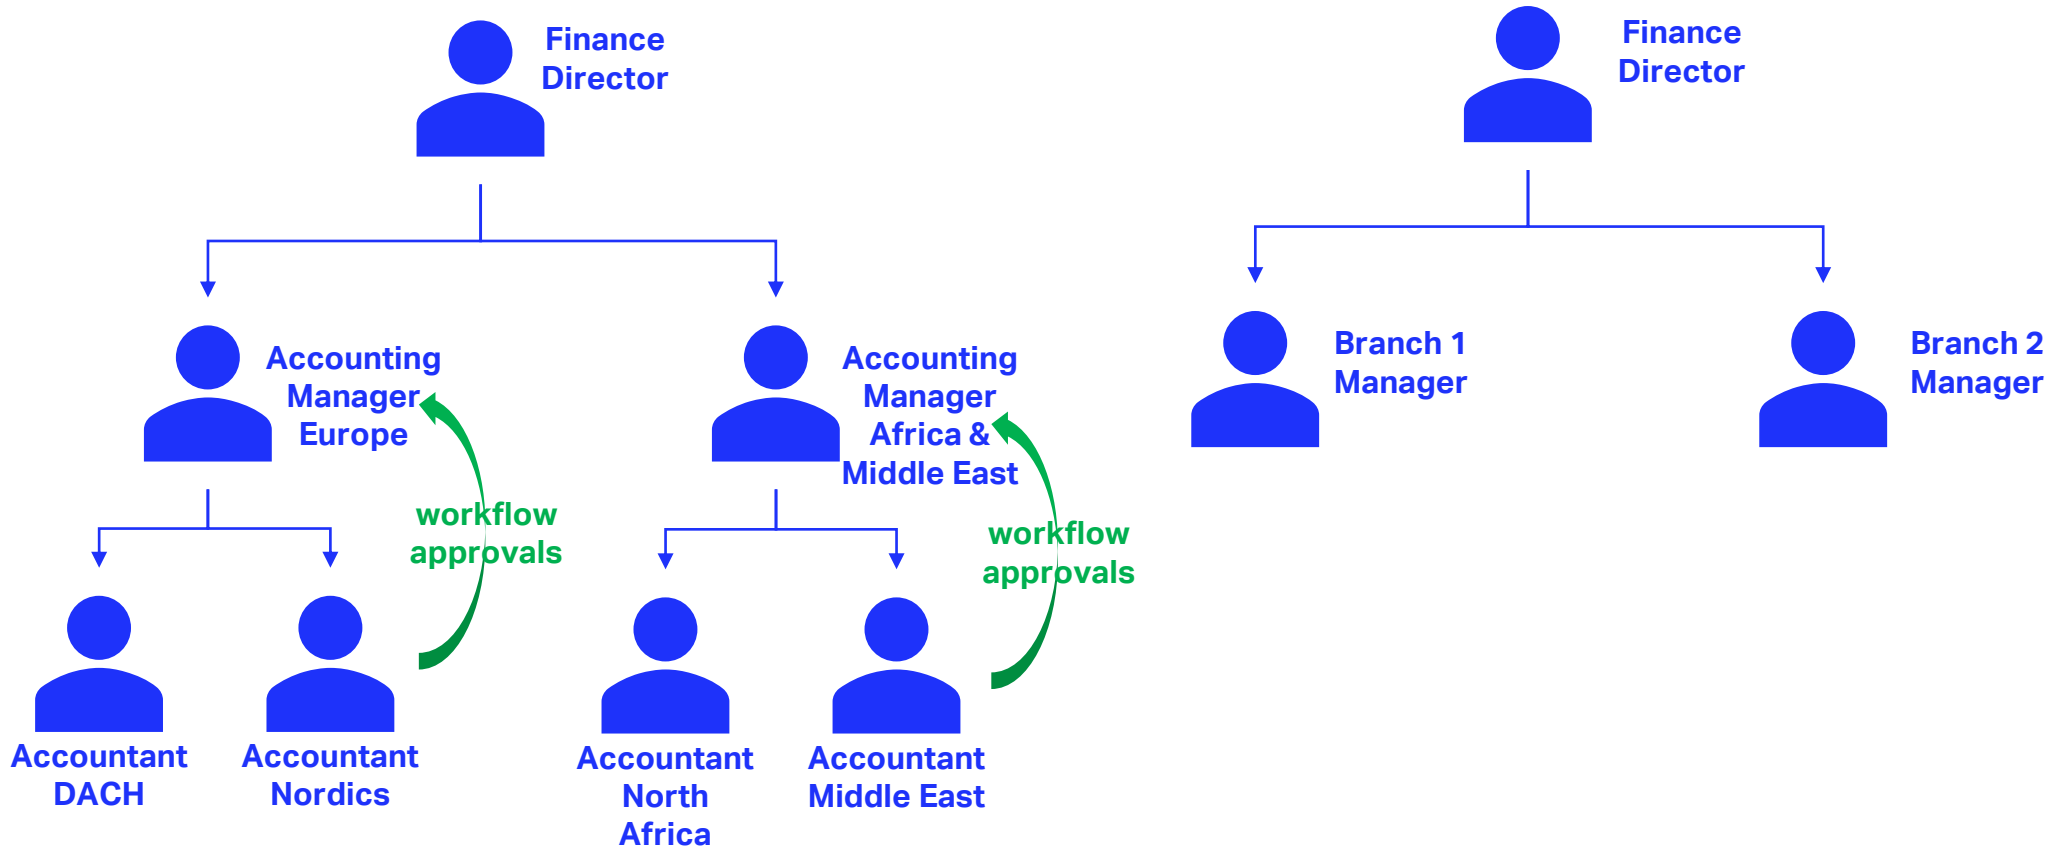 Finance
Director
Finance
Director
Accounting
Manager
Europe
Accounting
Manager
Africa &
Middle East
Branch 1
Manager
Branch 2
Manager
workflow
approvals
workflow
approvals
Accountant
DACH
Accountant
Nordics
Accountant
North
Africa
Accountant
Middle East